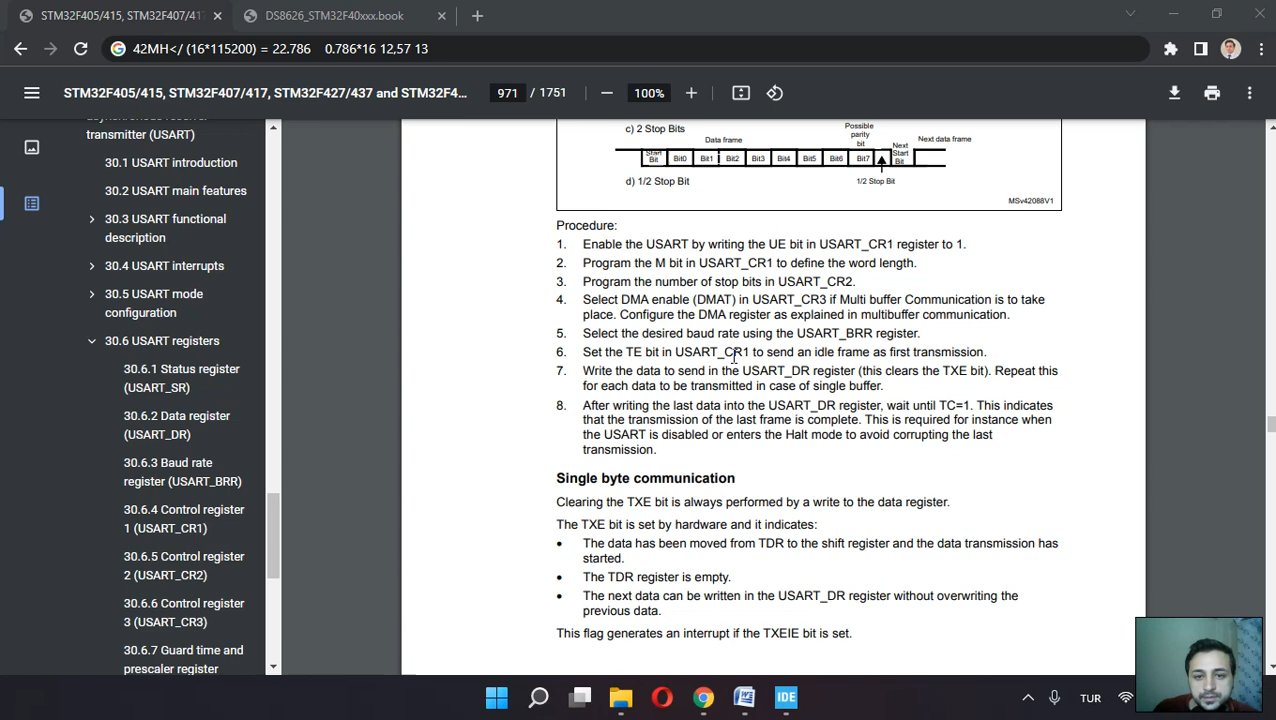 STM32F405/415, STM32F407/417
DS8626_STM32F40xxx.book
42MH</ (16*115200) = 22.786 0.786*16 12,57 13
STM32F405/415, STM32F407/417, STM32F427/437 and STM32F4...
971 / 1751
100%
transmitter (USART)
30.1 USART introduction
30.2 USART main features
30.3 USART functional
description
30.4 USART interrupts
30.5 USART mode
configuration
30.6 USART registers
30.6.1 Status register
(USART_SR)
30.6.2 Data register
(USART_DR)
30.6.3 Baud rate
register (USART_BRR)
30.6.4 Control register
1 (USART_CR1)
30.6.5 Control register
2 (USART_CR2)
30.6.6 Control register
3 (USART_CR3)
30.6.7 Guard time and
prescaler register
c) 2 Stop Bits
Data frame
Possible
parity
bit
Next data frame
Start
Bit
Bit0
Bit1
Bit2
Bit3
Bit4
Bit5
Bit6
Bit7
Next
Start
Bit
d) 1/2 Stop Bit
1/2 Stop Bit
MSv42088V1
Procedure:
1. Enable the USART by writing the UE bit in USART_CR1 register to 1.
2. Program the M bit in USART_CR1 to define the word length.
3. Program the number of stop bits in USART_CR2.
4. Select DMA enable (DMAT) in USART_CR3 if Multi buffer Communication is to take
place. Configure the DMA register as explained in multibuffer communication.
5. Select the desired baud rate using the USART_BRR register.
6. Set the TE bit in USART_CR1 to send an idle frame as first transmission.
7. Write the data to send in the USART_DR register (this clears the TXE bit). Repeat this
for each data to be transmitted in case of single buffer.
8. After writing the last data into the USART_DR register, wait until TC=1. This indicates
that the transmission of the last frame is complete. This is required for instance when
the USART is disabled or enters the Halt mode to avoid corrupting the last
transmission.
Single byte communication
Clearing the TXE bit is always performed by a write to the data register.
The TXE bit is set by hardware and it indicates:
• The data has been moved from TDR to the shift register and the data transmission has
started.
• The TDR register is empty.
• The next data can be written in the USART_DR register without overwriting the
previous data.
This flag generates an interrupt if the TXEIE bit is set.
IDE
TUR